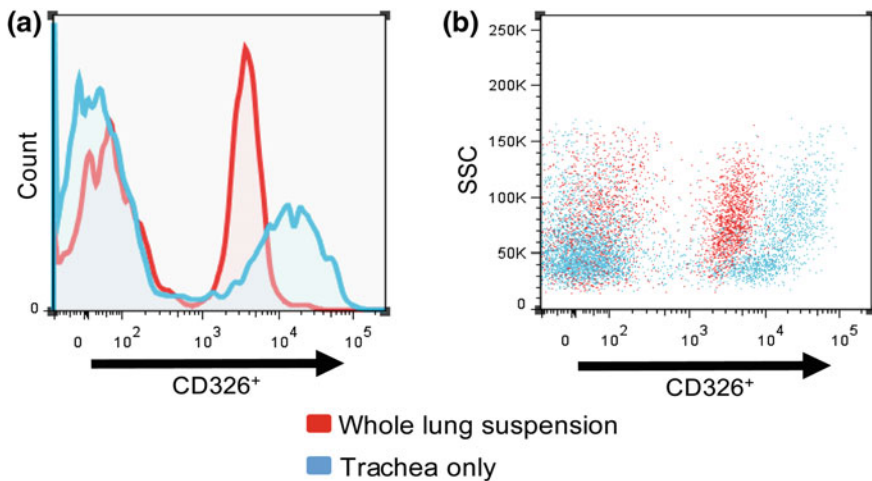 (a)
Count
0
0 10² 10³ 10⁴ 10⁵
CD326⁺
(b)
SSC
250K
200K
150K
100K
50K
0
0 10² 10³ 10⁴ 10⁵
CD326⁺
Whole lung suspension
Trachea only